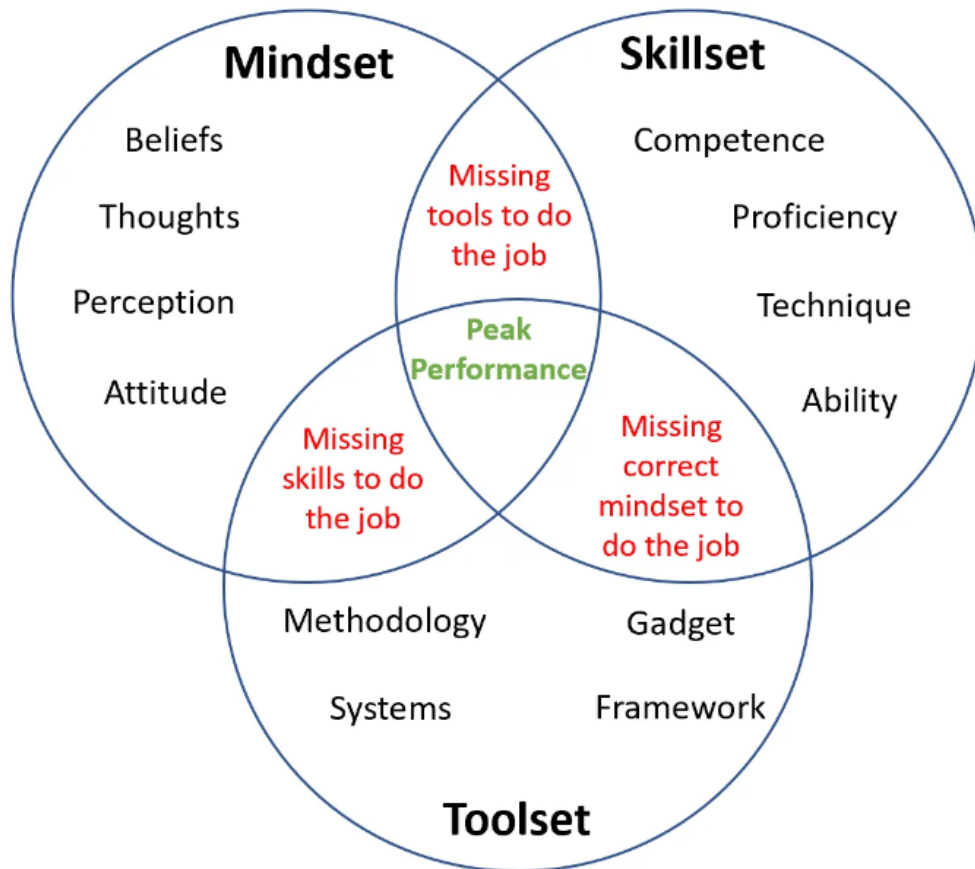 Mindset
Skillset
Beliefs
Thoughts
Perception
Attitude
Missing
tools to do
the job
Competence
Proficiency
Technique
Ability
Peak
Performance
Missing
skills to do
the job
Missing
correct
mindset to
do the job
Methodology
Gadget
Systems
Framework
Toolset